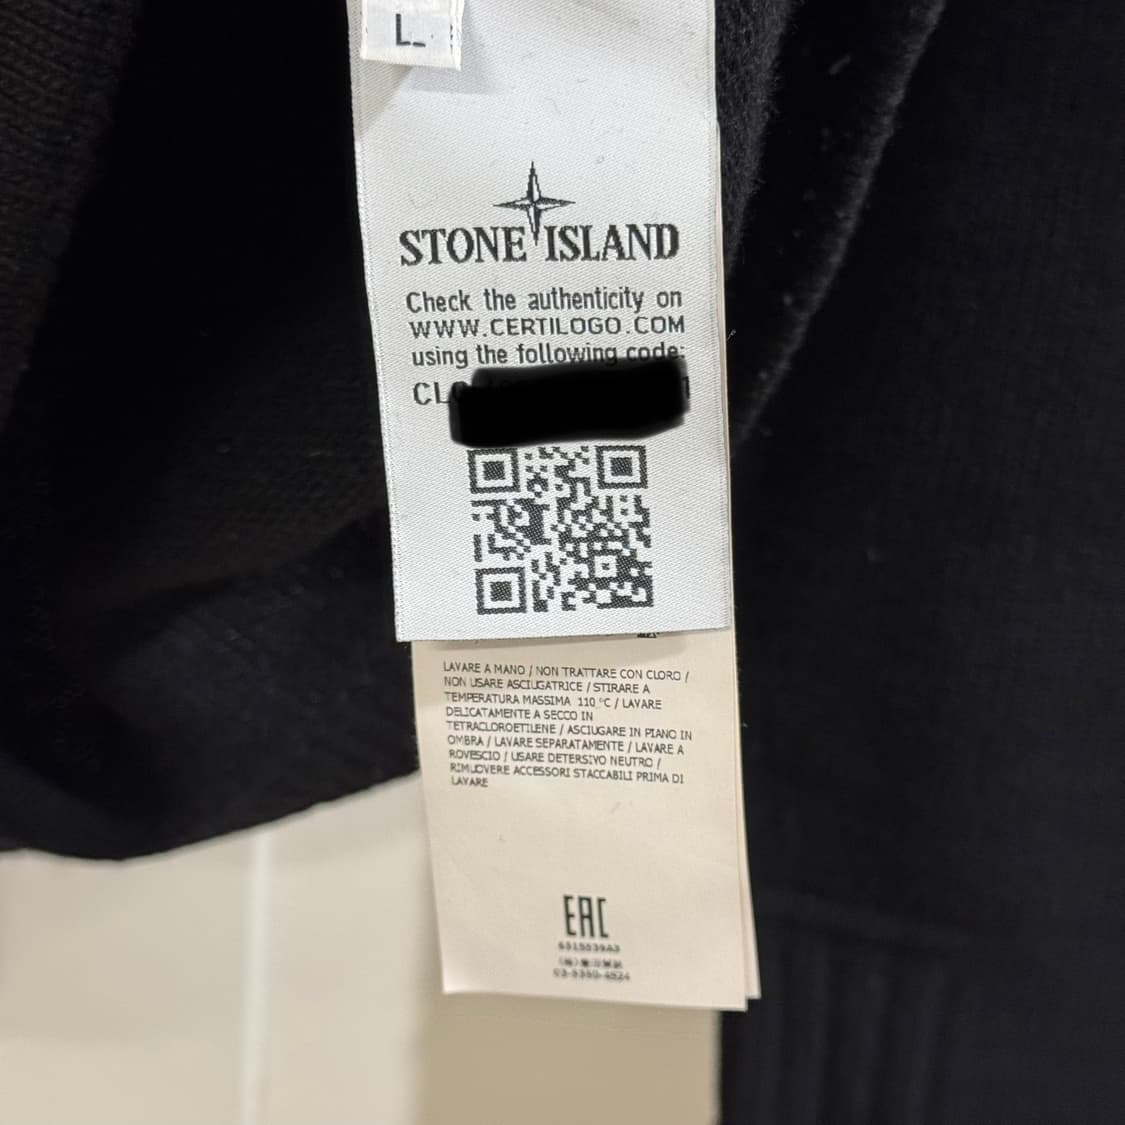 L
STONE ISLAND
Check the authenticity on
WWW.CERTILOGO.COM
using the following code:
LAVARE A MANO / NON TRATTARE CON CLORO /
NON USARE ASCIUGATRICE / STIRARE A
TEMPERATURA MASSIMA 110 °C / LAVARE
DELICATAMENTE A SECCO IN
TETRACLOROETILENE / ASCIUGARE IN PIANO IN
OMBRA / LAVARE SEPARATAMENTE / LAVARE A
ROVESCIO / USARE DETERSIVO NEUTRO /
RIMUOVERE ACCESSORI STACCABILI PRIMA DI
LAVARE
EAC